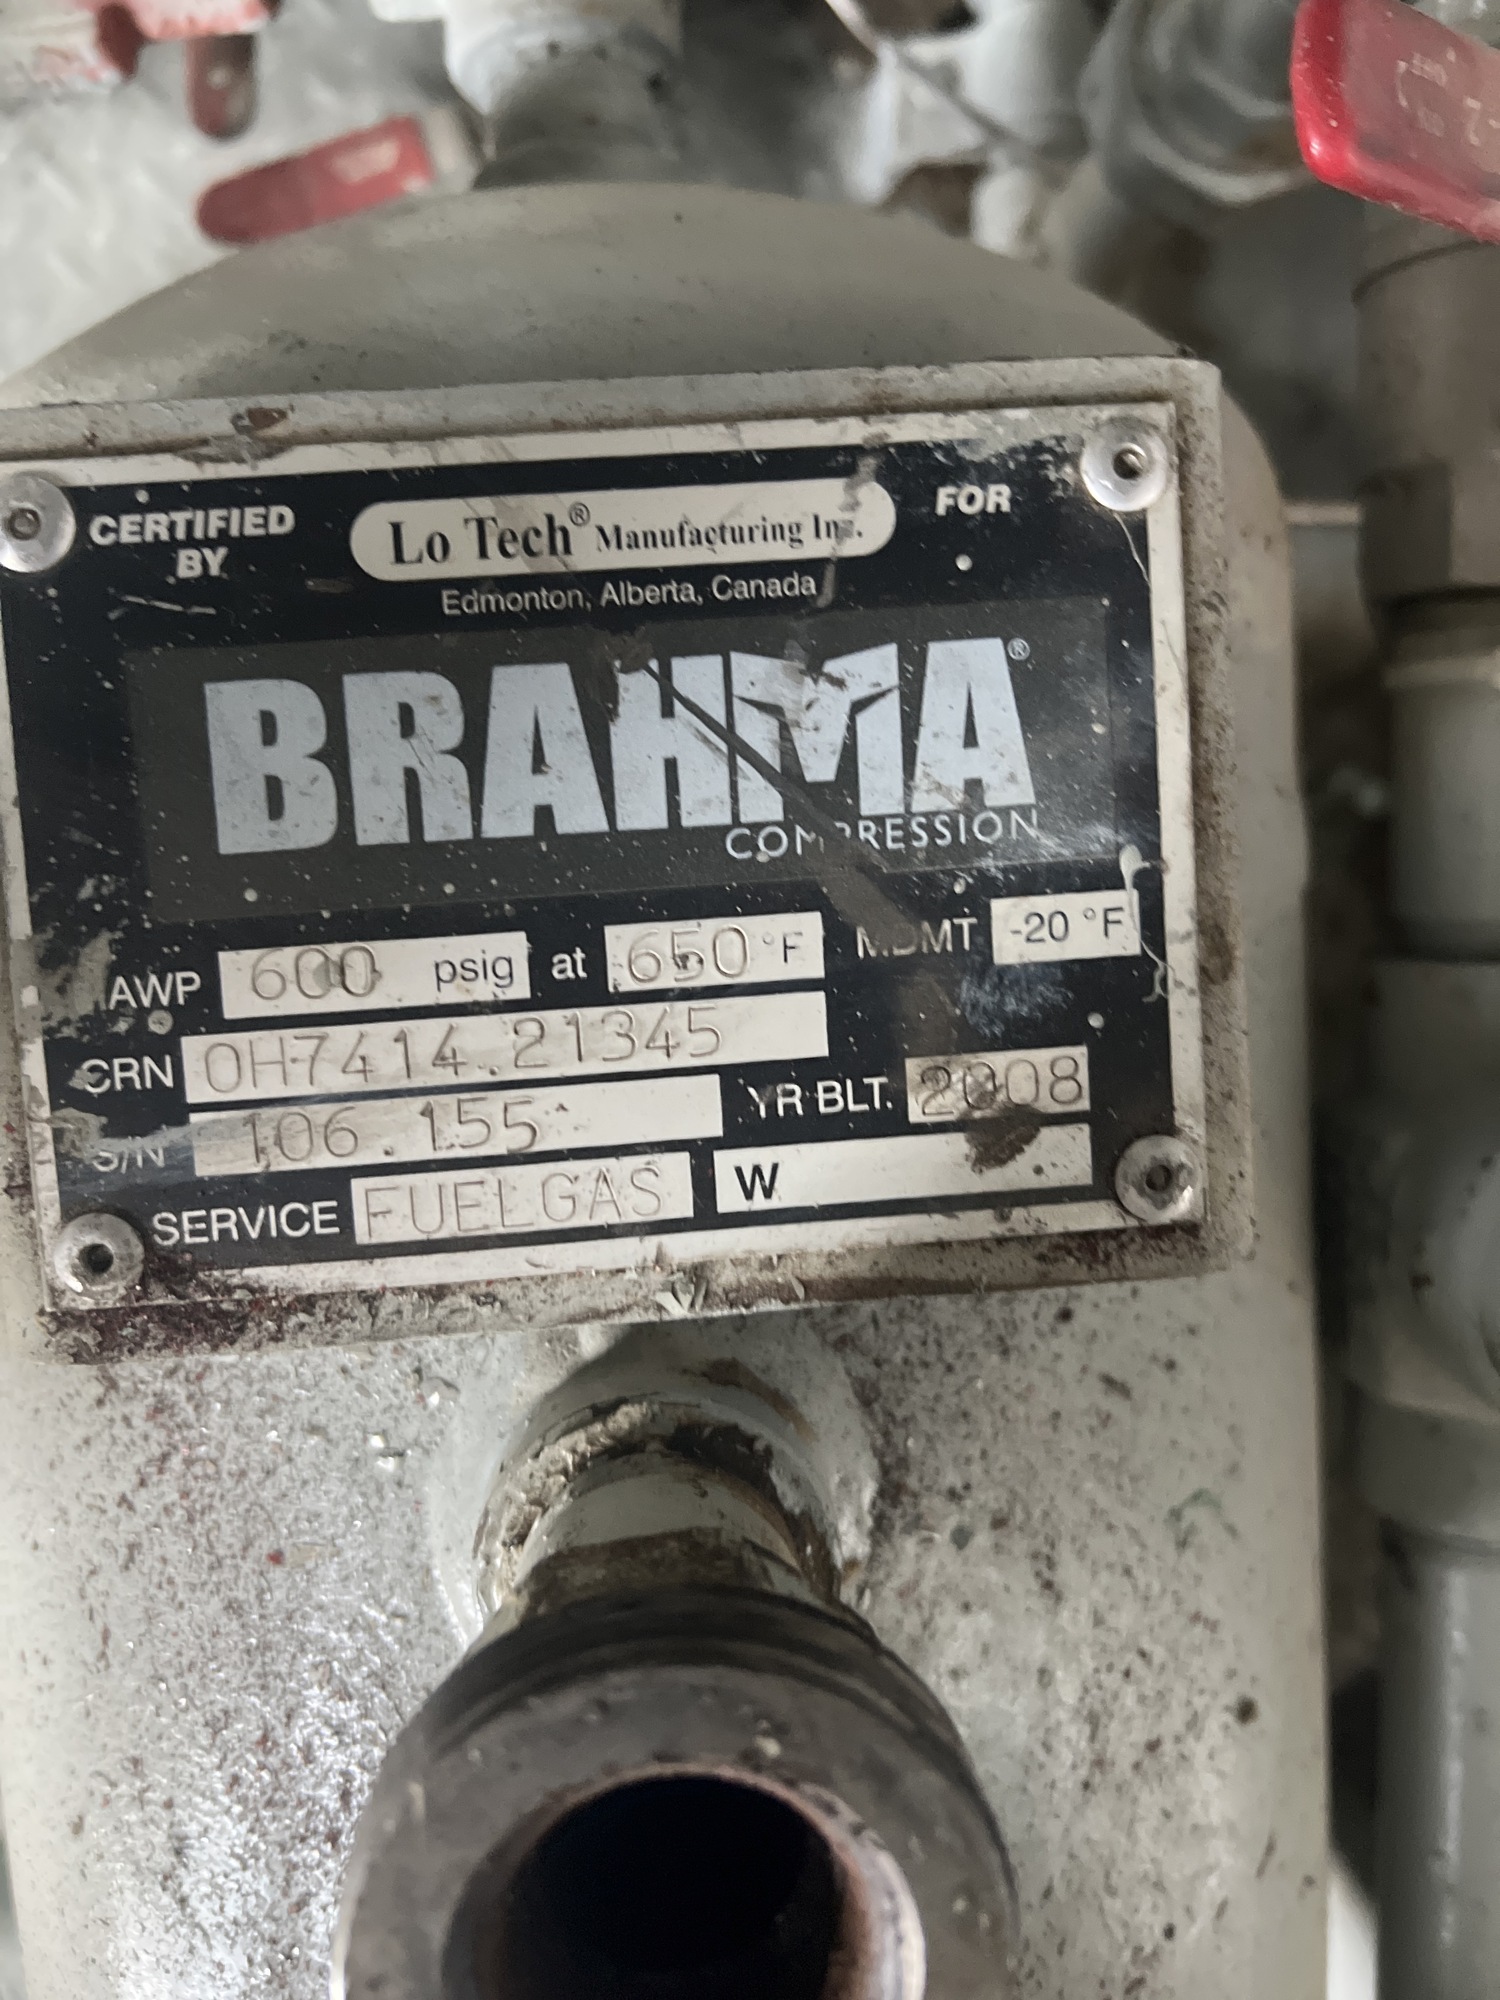 CERTIFIED BY
Lo Tech® Manufacturing Inc.
FOR
Edmonton, Alberta, Canada
BRAHMA®
COMPRESSION
AWP 600 psig at 650 °F MDMT -20 °F
CRN 0H7414.21345
S/N 106.155 YR BLT. 2008
SERVICE FUELGAS W
OFF